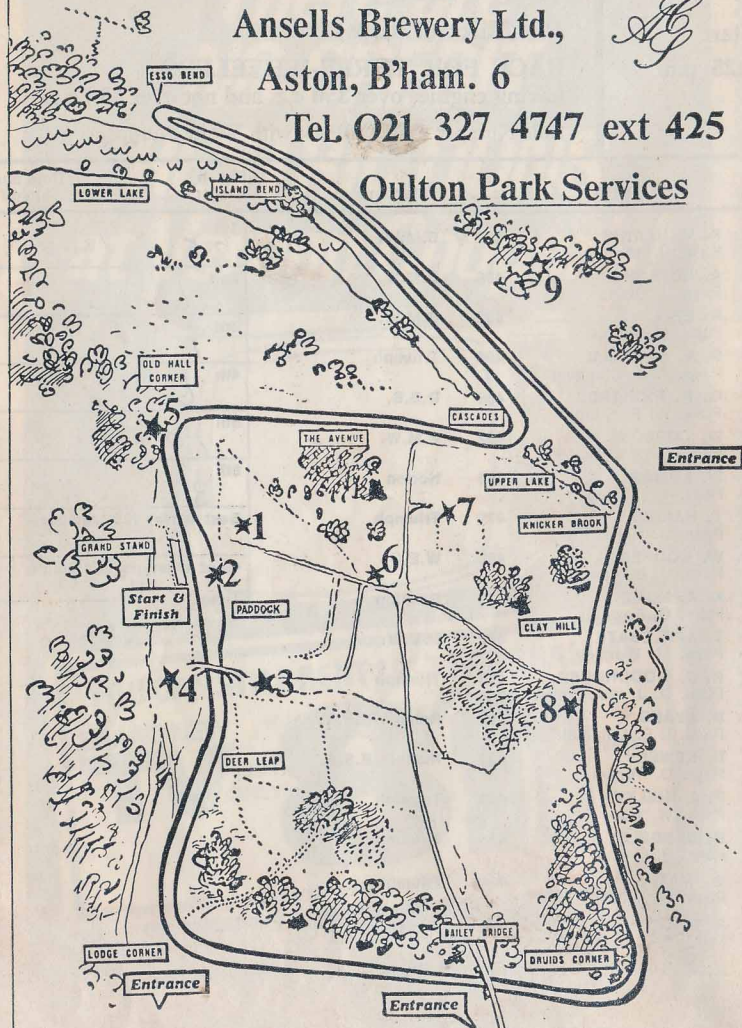 Ansells Brewery Ltd.,
Aston, B'ham. 6
Tel. 021 327 4747 ext 425
Oulton Park Services
ESSO BEND
LOWER LAKE
ISLAND BEND
9
OLD HALL
CORNER
5
CASCADES
THE AVENUE
Entrance
UPPER LAKE
1
7
KNICKER BROOK
GRAND STAND
2
6
Start &
Finish
PADDOCK
CLAY HILL
4
3
8
DEER LEAP
BAILEY BRIDGE
LODGE CORNER
DRUIDS CORNER
Entrance
Entrance